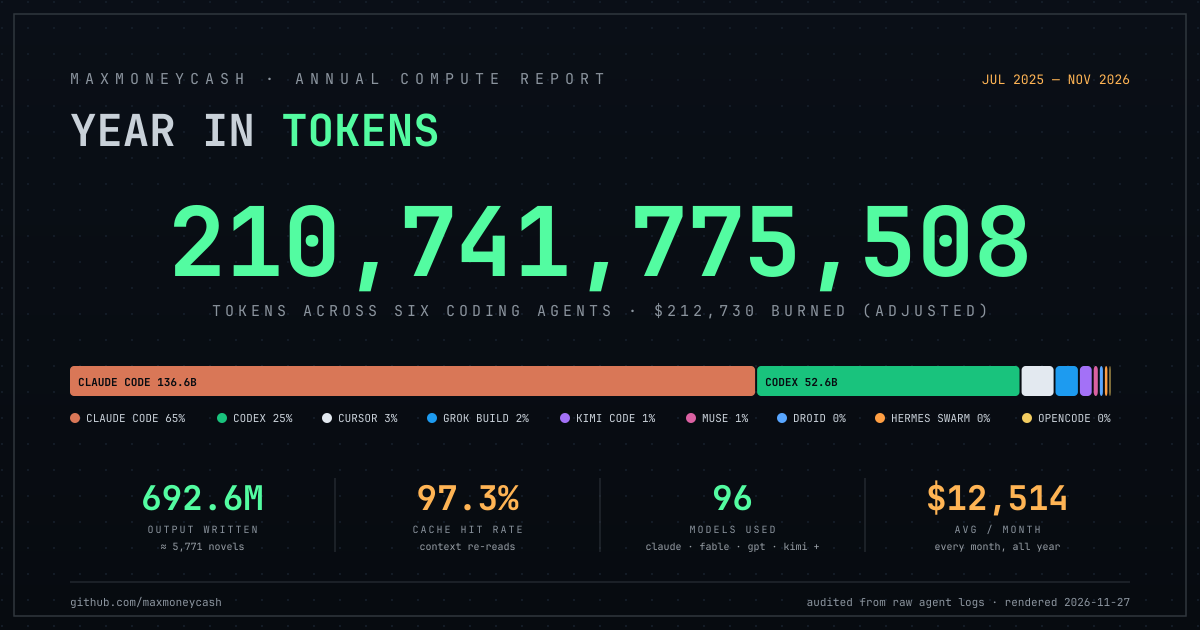 MAXMONEYCASH · ANNUAL COMPUTE REPORT
JUL 2025 — NOV 2026
YEAR IN TOKENS
210,741,775,508
TOKENS ACROSS SIX CODING AGENTS · $212,730 BURNED (ADJUSTED)
CLAUDE CODE 136.6B
CODEX 52.6B
CLAUDE CODE 65%
CODEX 25%
CURSOR 3%
GROK BUILD 2%
KIMI CODE 1%
MUSE 1%
DROID 0%
HERMES SWARM 0%
OPENCODE 0%
692.6M
OUTPUT WRITTEN
≈ 5,771 novels
97.3%
CACHE HIT RATE
context re-reads
96
MODELS USED
claude · fable · gpt · kimi +
$12,514
AVG / MONTH
every month, all year
github.com/maxmoneycash
audited from raw agent logs · rendered 2026-11-27